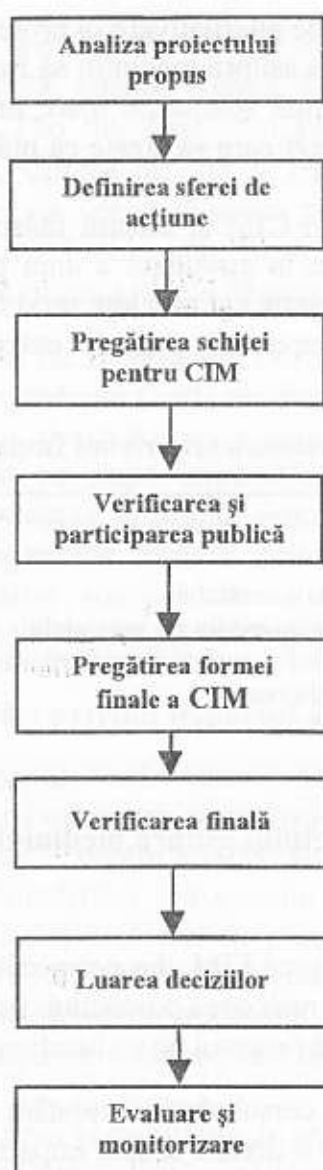 Analiza proiectului
propus
Definirea sferei de
acțiune
Pregătirea schiței
pentru CIM
Verificarea și
participarea publică
Pregătirea formei
finale a CIM
Verificarea finală
Luarea deciziilor
Evaluare și
monitorizare